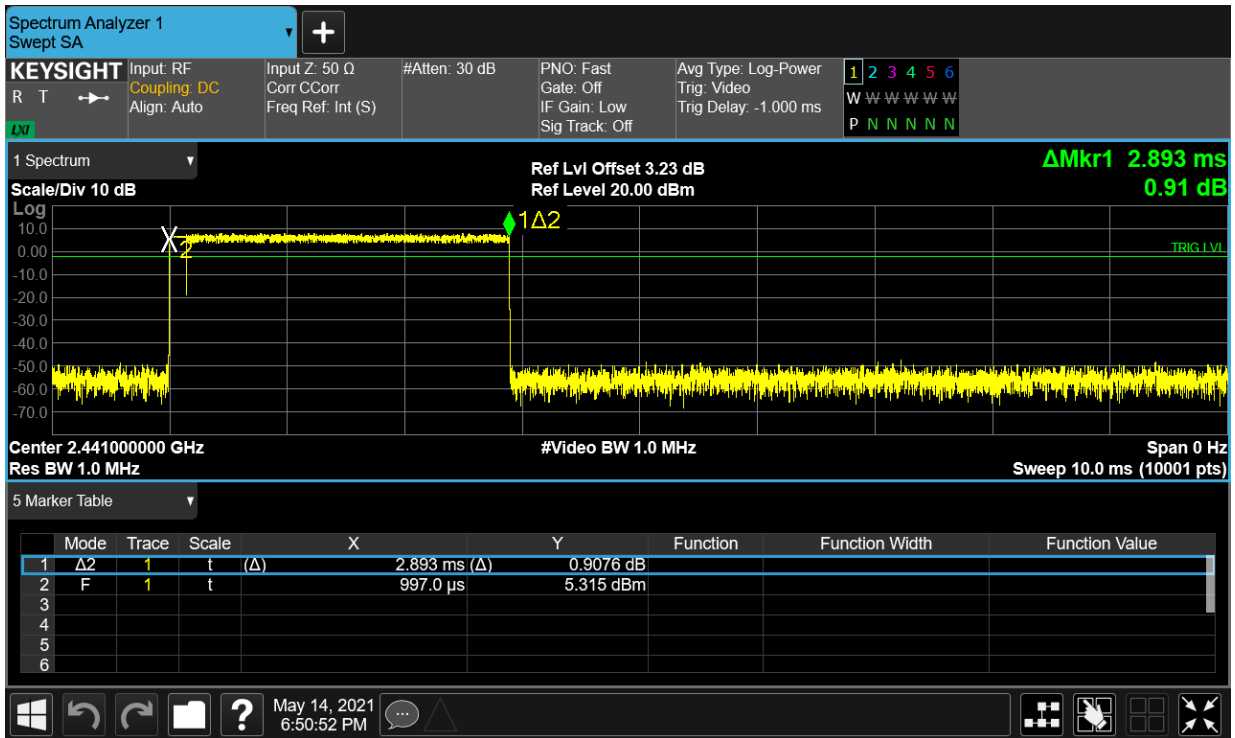 Spectrum Analyzer 1
Swept SA
KEYSIGHT
R T
LXI
Input: RF
Coupling: DC
Align: Auto
Input Z: 50 Ω
Corr CCorr
Freq Ref: Int (S)
#Atten: 30 dB
PNO: Fast
Gate: Off
IF Gain: Low
Sig Track: Off
Avg Type: Log-Power
Trig: Video
Trig Delay: -1.000 ms
1 2 3 4 5 6
W W W W W W
P N N N N N
1 Spectrum
Scale/Div 10 dB
Ref Lvl Offset 3.23 dB
Ref Level 20.00 dBm
ΔMkr1 2.893 ms
0.91 dB
Log
10.0
0.00
-10.0
-20.0
-30.0
-40.0
-50.0
-60.0
-70.0
2
1Δ2
TRIG LVL
Center 2.441000000 GHz
Res BW 1.0 MHz
#Video BW 1.0 MHz
Span 0 Hz
Sweep 10.0 ms (10001 pts)
5 Marker Table
Mode Trace Scale X Y Function Function Width Function Value
1 Δ2 1 t (Δ) 2.893 ms (Δ) 0.9076 dB
2 F 1 t 997.0 µs 5.315 dBm
3
4
5
6
?
May 14, 2021
6:50:52 PM